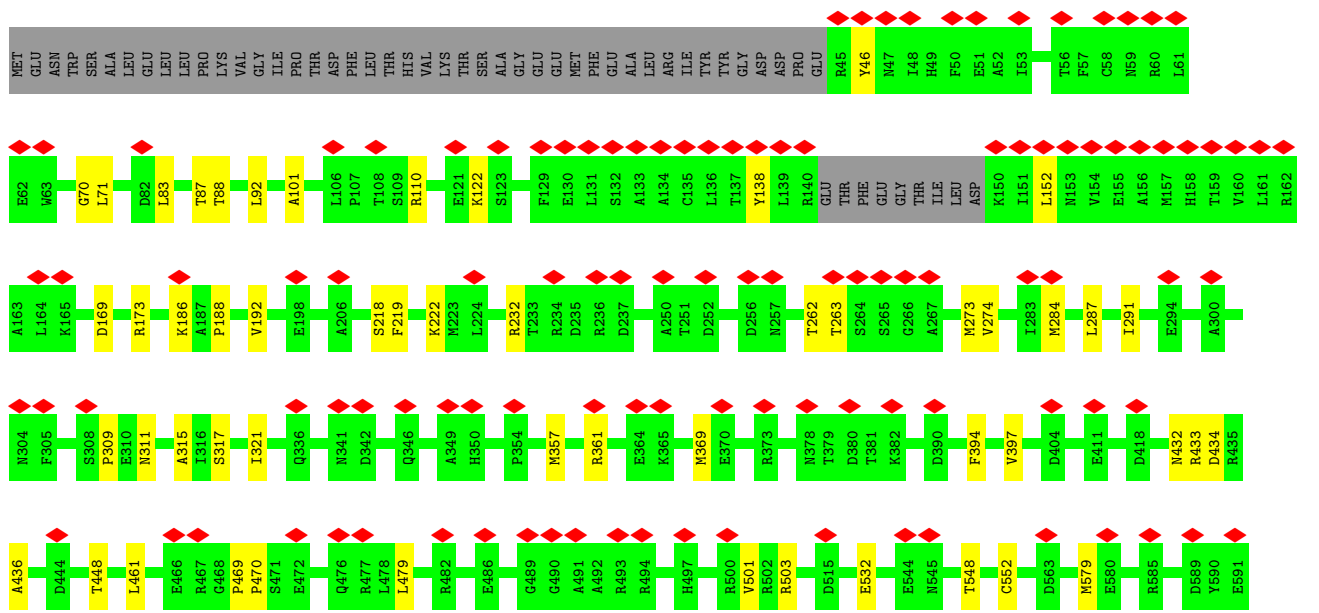 MET GLU ASN TRP SER ALA LEU GLU LEU LEU PRO LYS VAL GLY ILE PRO THR ASP PHE LEU THR HIS VAL LYS THR SER ALA GLY GLU GLU MET PHE GLU ALA LEU ARG ILE TYR TYR GLY ASP ASP PRO GLU R45 Y46 N47 I48 H49 F50 E51 A52 I53 T56 F57 C58 N59 R60 L61
E62 W63 G70 L71 D82 L83 T87 T88 L92 A101 L106 P107 T108 S109 R110 E121 K122 S123 F129 E130 L131 S132 A133 A134 C135 L136 T137 Y138 L139 R140 GLU THR PHE GLU GLY THR ILE LEU ASP K150 I151 L152 N153 V154 E155 A156 M157 H158 T159 V160 L161 R162
A163 L164 K165 D169 R173 K186 A187 P188 V192 E198 A206 S218 F219 K222 M223 L224 R232 T233 R234 D235 R236 D237 A250 T251 D252 D256 N257 T262 T263 S264 S265 G266 A267 M273 V274 I283 M284 L287 I291 E294 A300
N304 F305 S308 P309 E310 N311 A315 I316 S317 I321 Q336 N341 D342 Q346 A349 H350 P354 M357 R361 E364 K365 M369 E370 R373 N378 T379 D380 T381 K382 D390 F394 V397 D404 E411 D418 N432 R433 D434 R435
A436 D444 T448 L461 E466 R467 G468 P469 P470 S471 E472 Q476 R477 L478 L479 R482 E486 G489 G490 A491 A492 R493 R494 H497 R500 V501 R502 R503 D515 E532 E544 N545 T548 C552 D563 M579 E580 R585 D589 Y590 E591